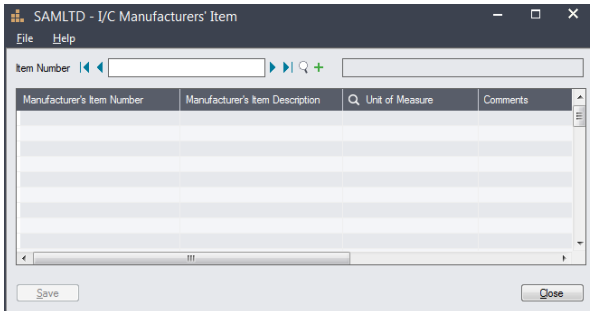 SAMLTD - I/C Manufacturers' Item
File Help
Item Number
Manufacturer's Item Number Manufacturer's Item Description Unit of Measure Comments
Save Close